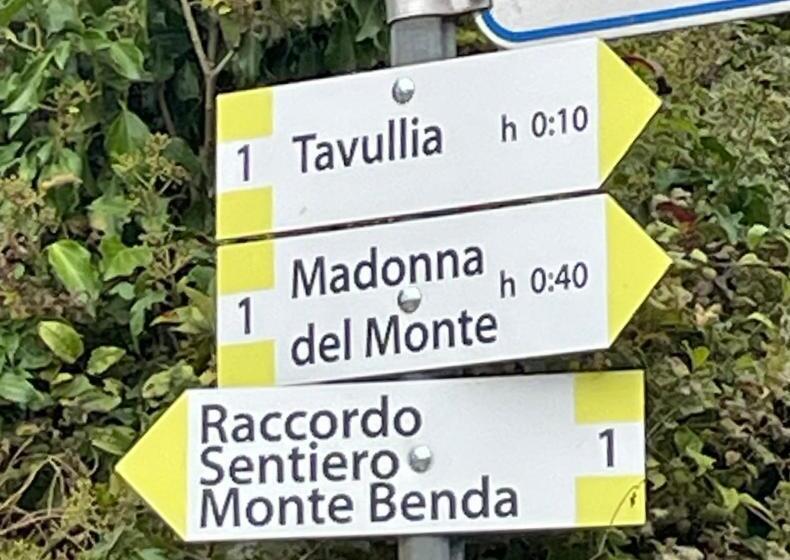 1 Tavullia h 0:10
Madonna
1 h 0:40
del Monte
Raccordo
Sentiero 1
Monte Benda